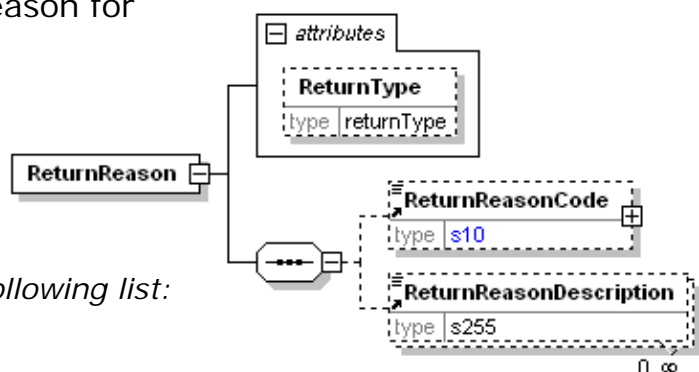 eason for
attributes
ReturnType
type returnType
ReturnReason
ReturnReasonCode
type s10
ollowing list:
ReturnReasonDescription
type s255
0..∞